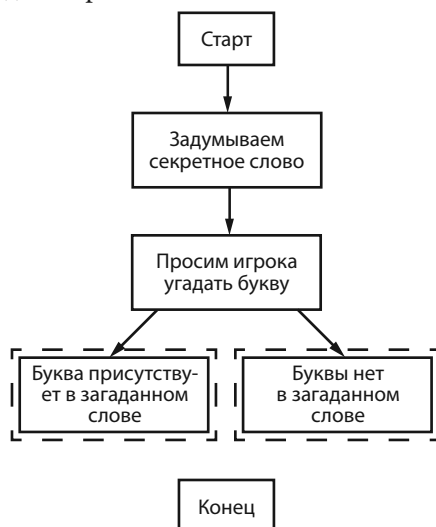 Старт
Задумываем
секретное слово
Просим игрока
угадать букву
Буква присутству-
ет в загаданном
слове
Буквы нет
в загаданном
слове
Конец